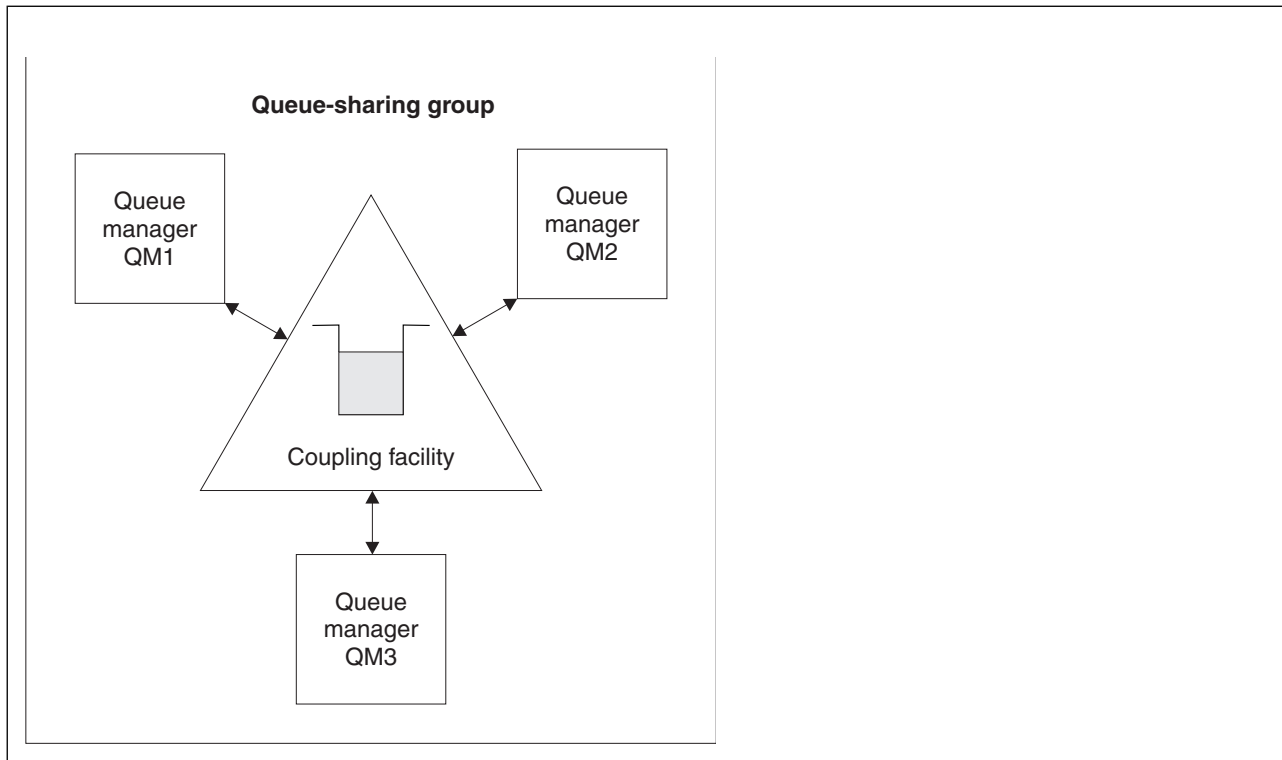 Queue-sharing group
Queue
manager
QM1
Queue
manager
QM2
Coupling facility
Queue
manager
QM3